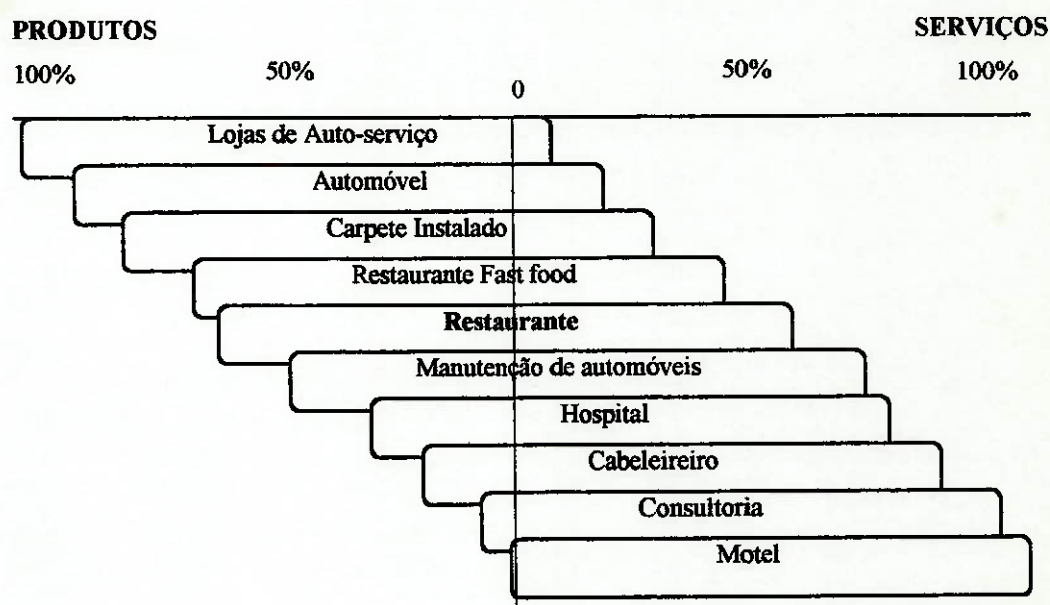 PRODUTOS SERVIÇOS
100% 50% 0 50% 100%
Lojas de Auto-serviço
Automóvel
Carpete Instalado
Restaurante Fast food
Restaurante
Manutenção de automóveis
Hospital
Cabeleireiro
Consultoria
Motel